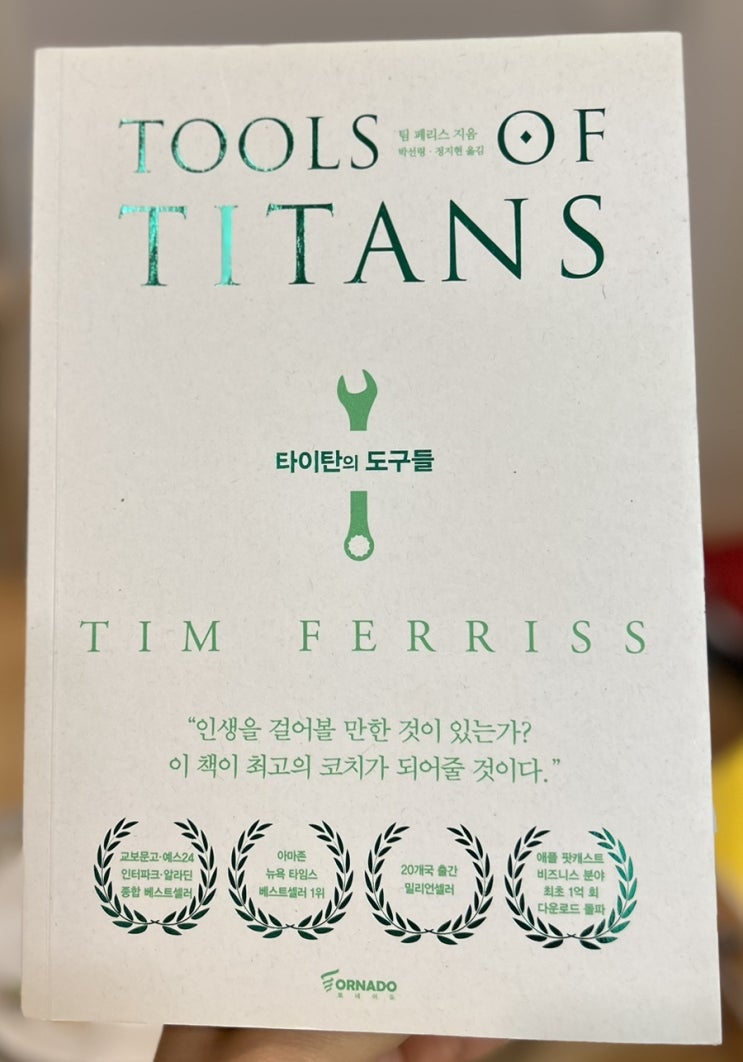 TOOLS OF
팀 페리스 지음
박선령·정지현 옮김
TITANS
타이탄의 도구들
TIM FERRISS
“인생을 걸어볼 만한 것이 있는가?
이 책이 최고의 코치가 되어줄 것이다.”
교보문고·예스24
인터파크·알라딘
종합 베스트셀러
아마존
뉴욕 타임스
베스트셀러 1위
20개국 출간
밀리언셀러
애플 팟캐스트
비즈니스 분야
최초 1억 회
다운로드 돌파
TORNADO
토네이도